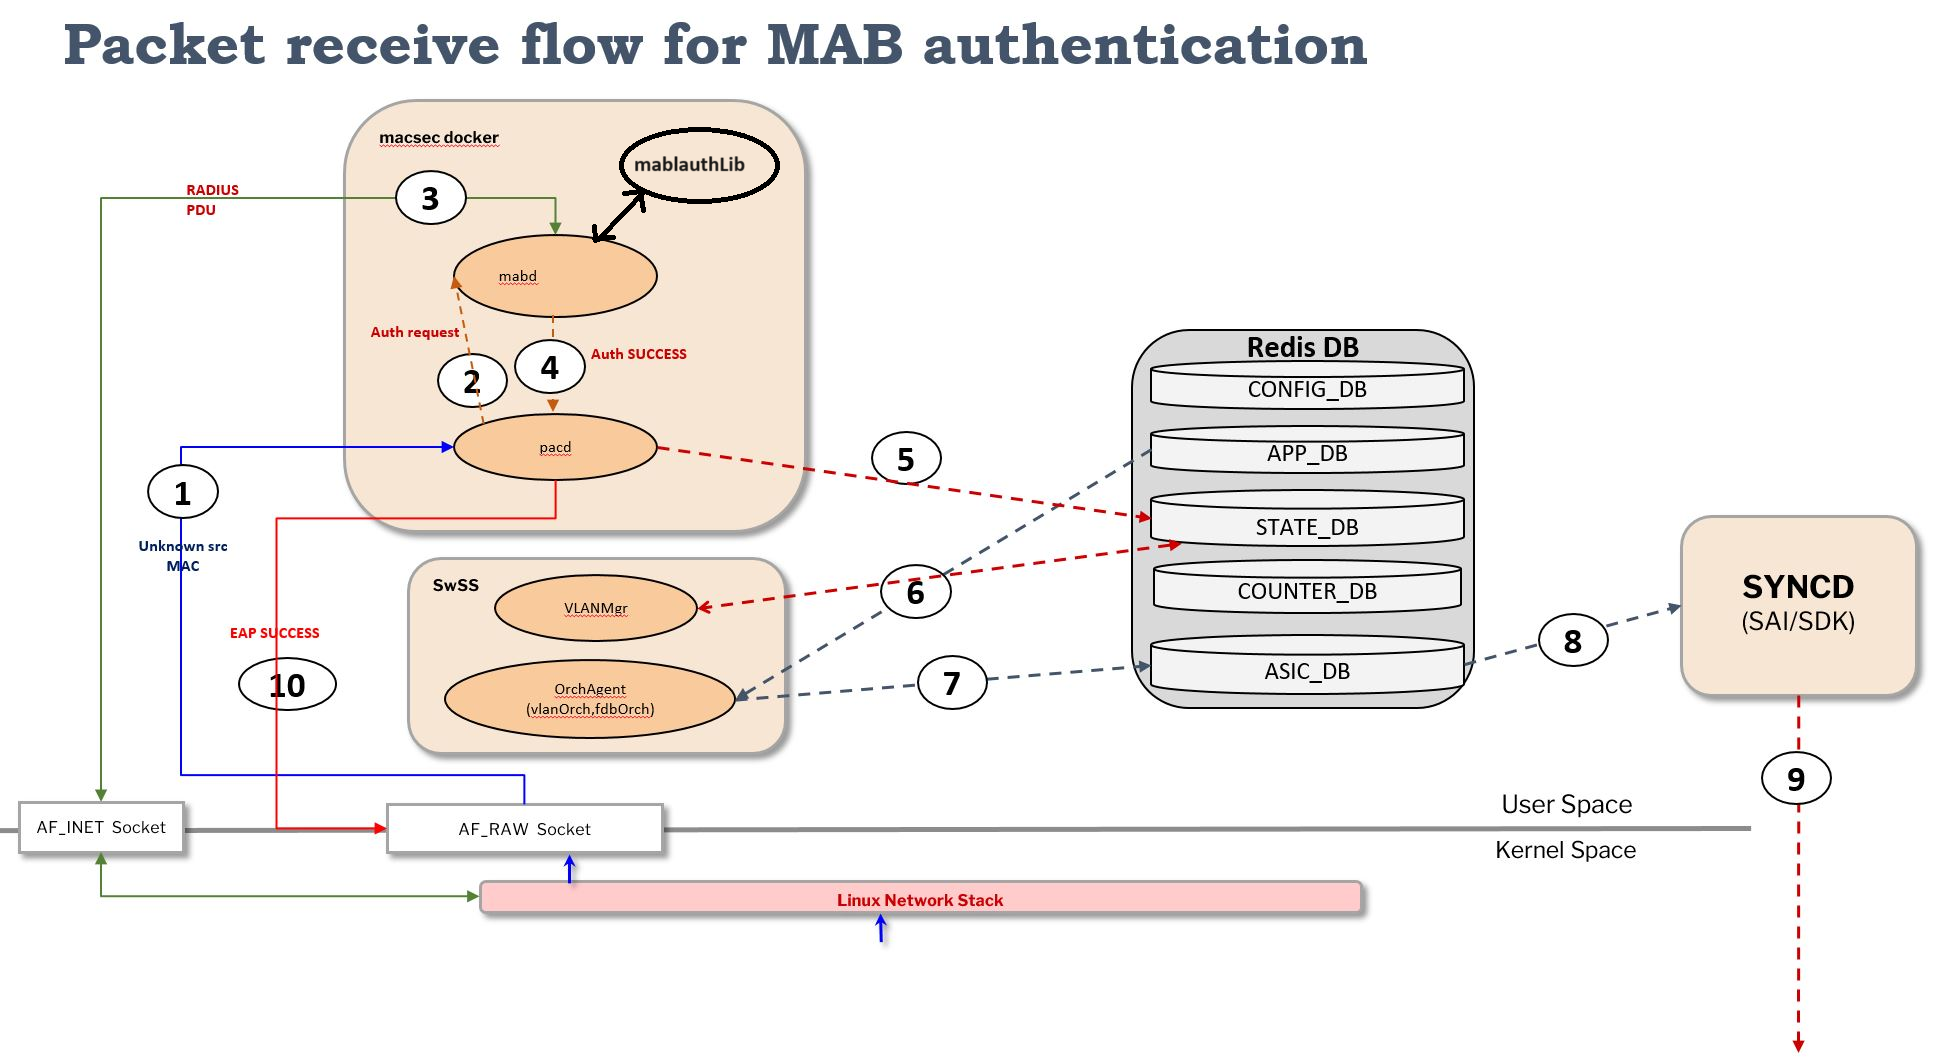 Packet receive flow for MAB authentication
macsec docker
mablauthLib
RADIUS
PDU
3
mabd
Auth request
2
4
Auth SUCCESS
pacd
1
Unknown src
MAC
5
Redis DB
CONFIG_DB
APP_DB
STATE_DB
COUNTER_DB
ASIC_DB
SwSS
VLANMgr
OrchAgent
(vlanOrch,fdbOrch)
6
7
8
SYNCD
(SAI/SDK)
9
EAP SUCCESS
10
AF_INET Socket
AF_RAW Socket
User Space
Kernel Space
Linux Network Stack